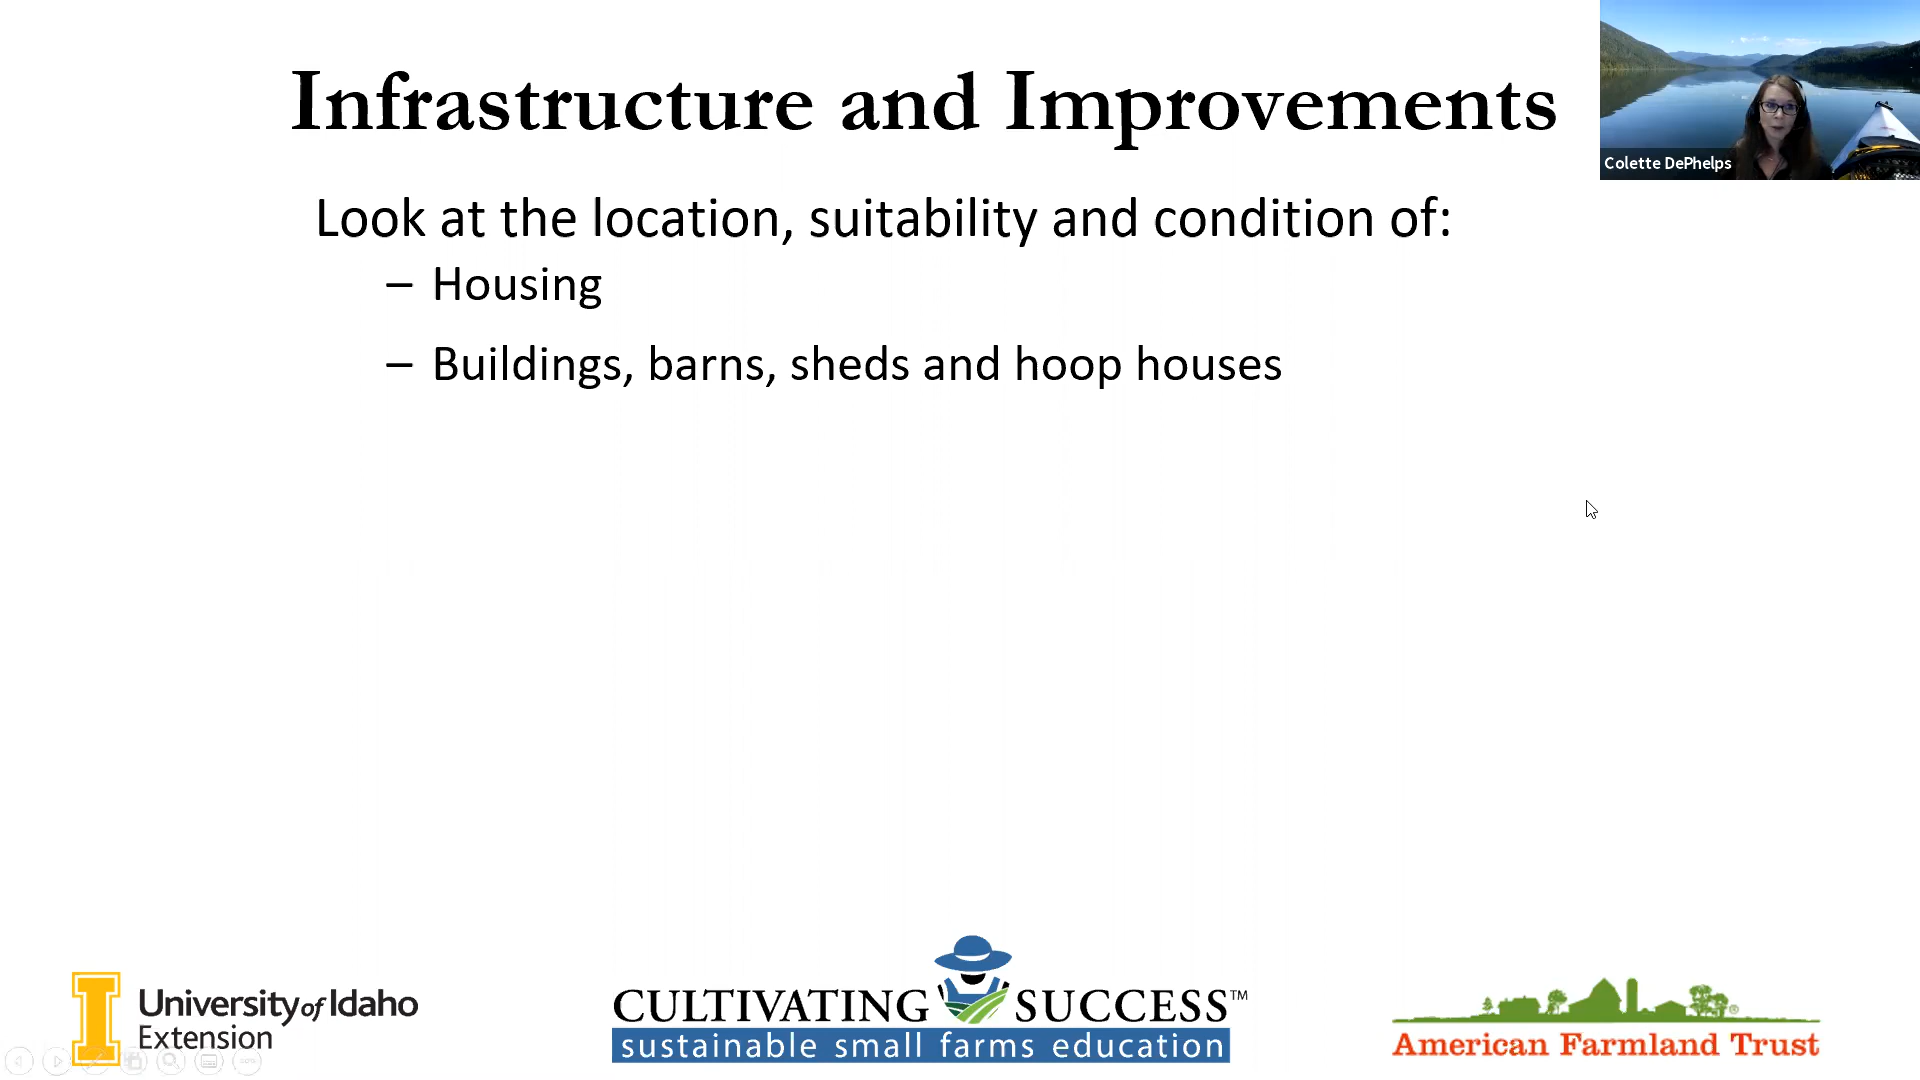 Infrastructure and Improvements
Colette DePhelps
Look at the location, suitability and condition of:
– Housing
– Buildings, barns, sheds and hoop houses
University of Idaho
Extension
CULTIVATING SUCCESS™
sustainable small farms education
American Farmland Trust®